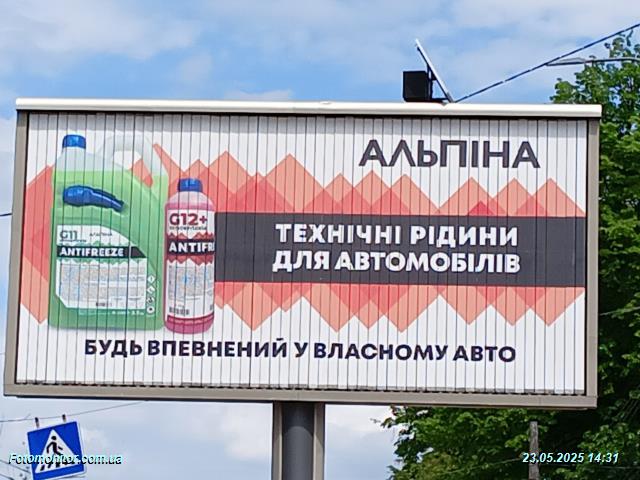 АЛЬПІНА
G11
ANTIFREEZE
G12+
ANTIFR
ТЕХНІЧНІ РІДИНИ
ДЛЯ АВТОМОБІЛІВ
БУДЬ ВПЕВНЕНИЙ У ВЛАСНОМУ АВТО
Fotomonitor.com.ua
23.05.2025 14:31